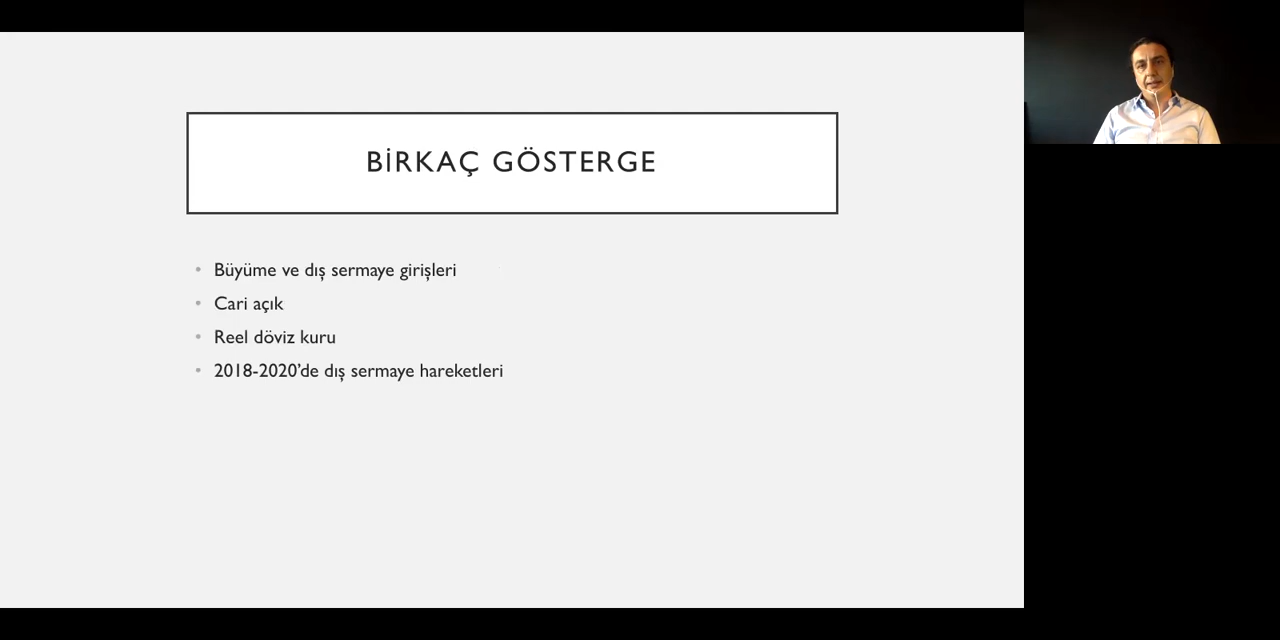 BİRKAÇ GÖSTERGE
• Büyüme ve dış sermaye girişleri
• Cari açık
• Reel döviz kuru
• 2018-2020’de dış sermaye hareketleri